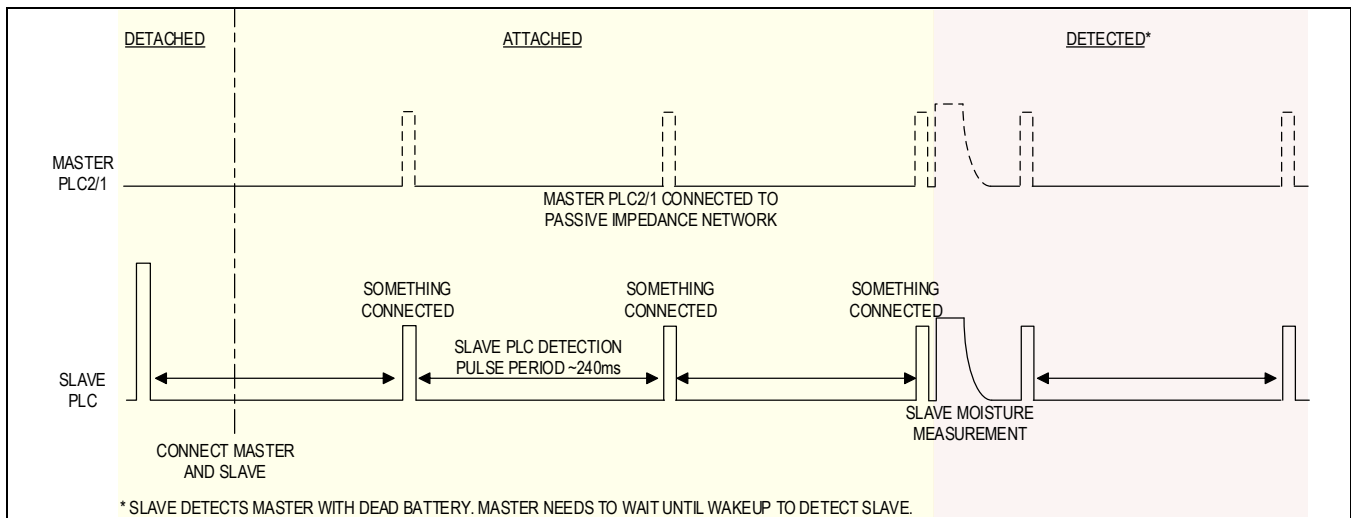 DETACHED
ATTACHED
DETECTED*
MASTER
PLC2/1
MASTER PLC2/1 CONNECTED TO
PASSIVE IMPEDANCE NETWORK
SOMETHING
CONNECTED
SOMETHING
CONNECTED
SOMETHING
CONNECTED
SLAVE PLC DETECTION
PULSE PERIOD ~240ms
SLAVE
PLC
SLAVE MOISTURE
MEASUREMENT
CONNECT MASTER
AND SLAVE
* SLAVE DETECTS MASTER WITH DEAD BATTERY. MASTER NEEDS TO WAIT UNTIL WAKEUP TO DETECT SLAVE.